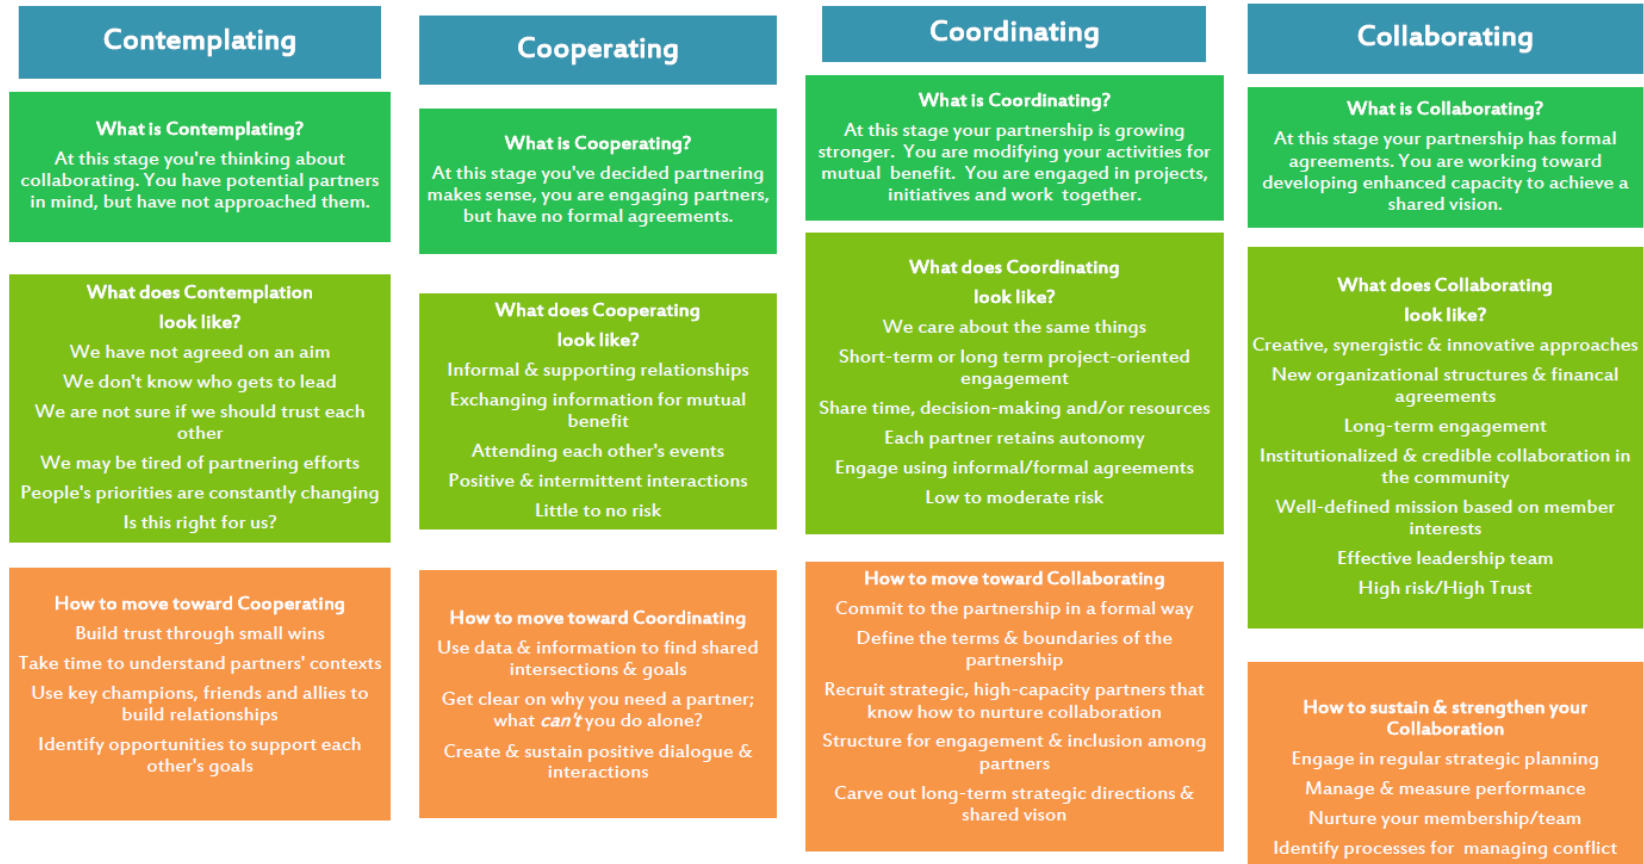 Contemplating
What is Contemplating?
At this stage you're thinking about
collaborating. You have potential partners
in mind, but have not approached them.
What does Contemplation
look like?
We have not agreed on an aim
We don't know who gets to lead
We are not sure if we should trust each
other
We may be tired of partnering efforts
People's priorities are constantly changing
Is this right for us?
How to move toward Cooperating
Build trust through small wins
Take time to understand partners' contexts
Use key champions, friends and allies to
build relationships
Identify opportunities to support each
other's goals
Cooperating
What is Cooperating?
At this stage you've decided partnering
makes sense, you are engaging partners,
but have no formal agreements.
What does Cooperating
look like?
Informal & supporting relationships
Exchanging information for mutual
benefit
Attending each other's events
Positive & intermittent interactions
Little to no risk
How to move toward Coordinating
Use data & information to find shared
intersections & goals
Get clear on why you need a partner;
what can't you do alone?
Create & sustain positive dialogue &
interactions
Coordinating
What is Coordinating?
At this stage your partnership is growing
stronger. You are modifying your activities for
mutual benefit. You are engaged in projects,
initiatives and work together.
What does Coordinating
look like?
We care about the same things
Short-term or long term project-oriented
engagement
Share time, decision-making and/or resources
Each partner retains autonomy
Engage using informal/formal agreements
Low to moderate risk
How to move toward Collaborating
Commit to the partnership in a formal way
Define the terms & boundaries of the
partnership
Recruit strategic, high-capacity partners that
know how to nurture collaboration
Structure for engagement & inclusion among
partners
Carve out long-term strategic directions &
shared vison
Collaborating
What is Collaborating?
At this stage your partnership has formal
agreements. You are working toward
developing enhanced capacity to achieve a
shared vision.
What does Collaborating
look like?
Creative, synergistic & innovative approaches
New organizational structures & financal
agreements
Long-term engagement
Institutionalized & credible collaboration in
the community
Well-defined mission based on member
interests
Effective leadership team
High risk/High Trust
How to sustain & strengthen your
Collaboration
Engage in regular strategic planning
Manage & measure performance
Nurture your membership/team
Identify processes for managing conflict